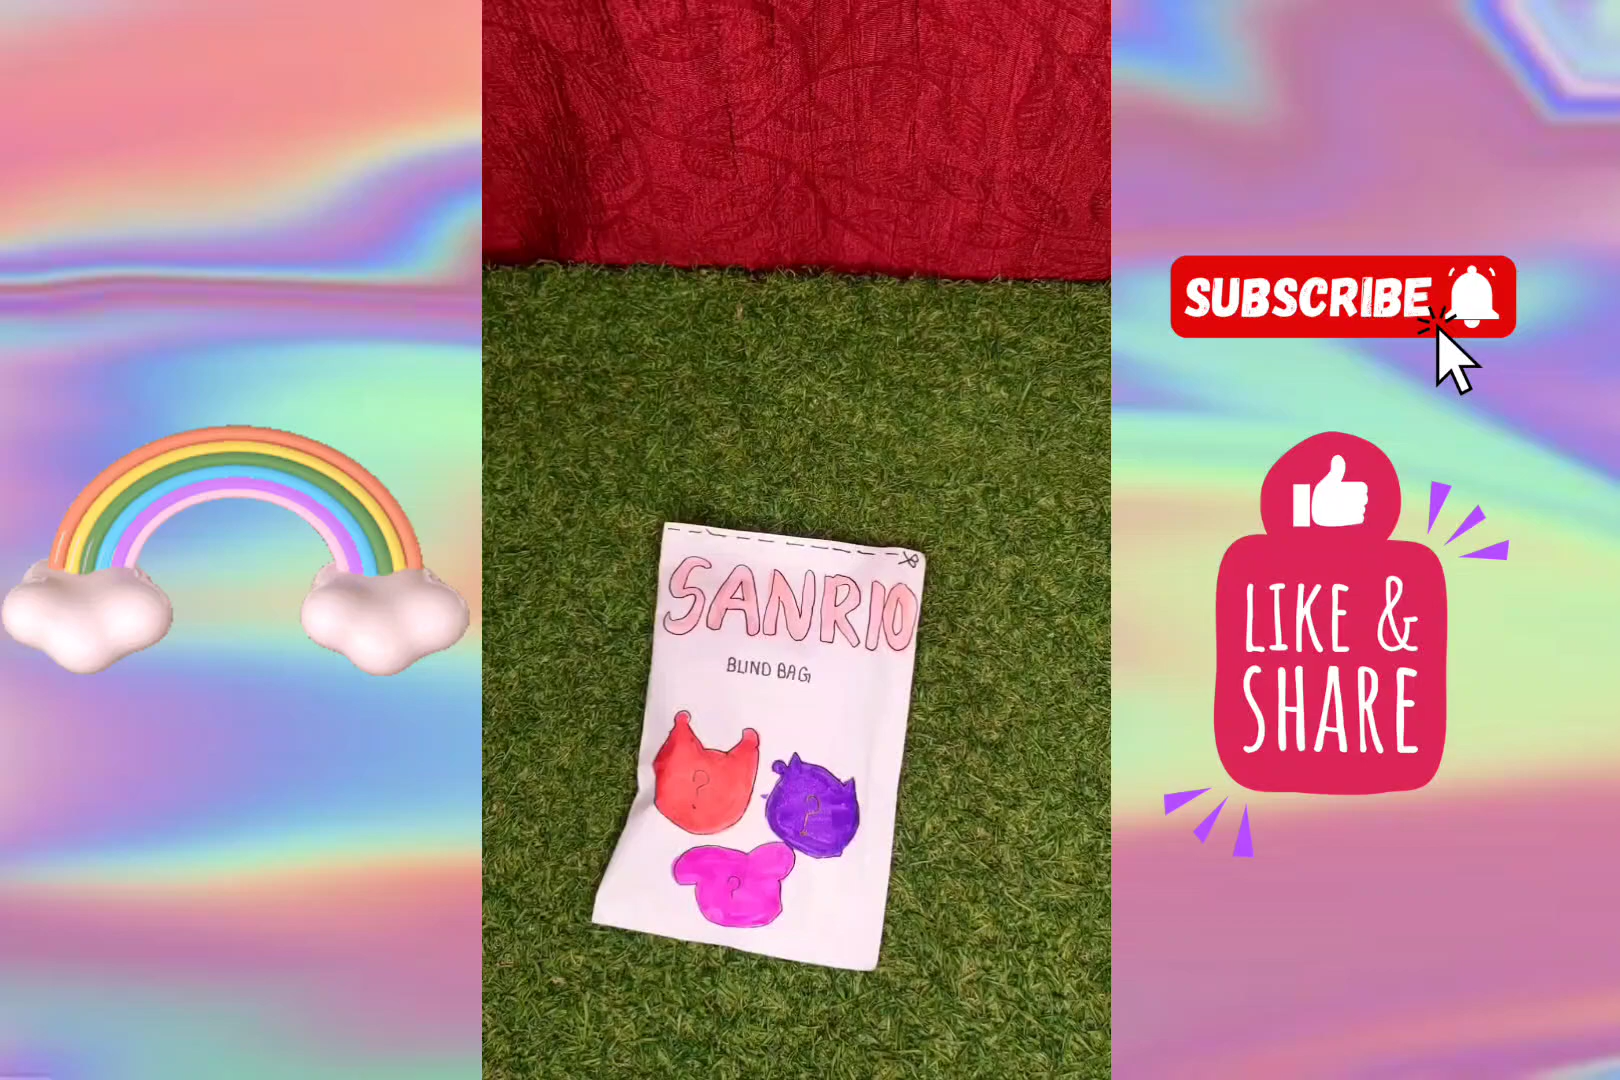 SANRIO
BLIND BAG
?
?
?
SUBSCRIBE
LIKE &
SHARE